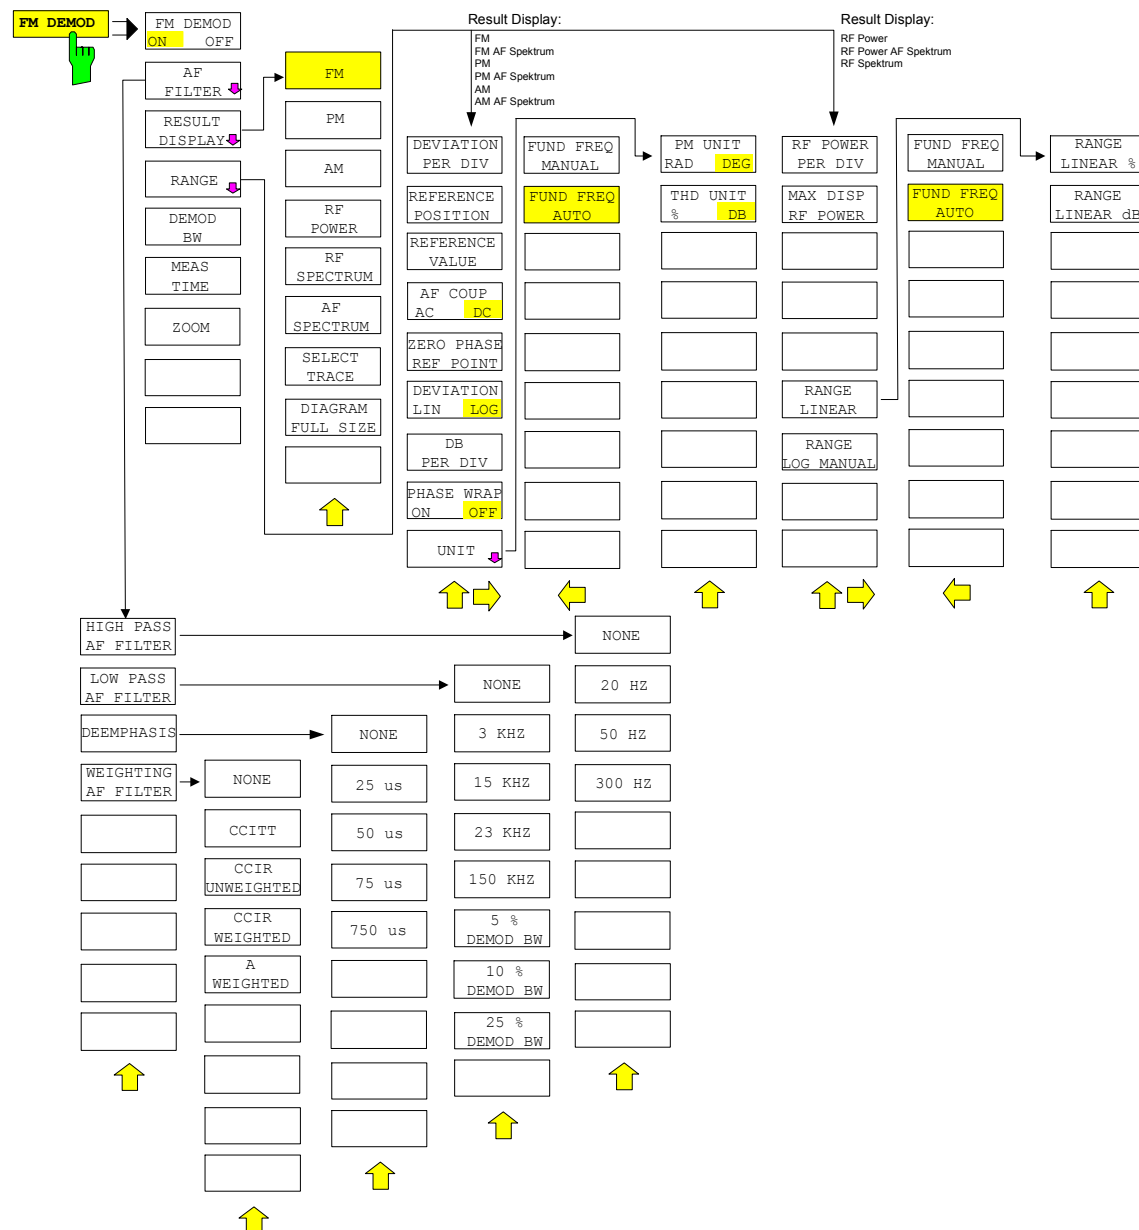 FM DEMOD
FM DEMOD
ON OFF
AF
FILTER
RESULT
DISPLAY
RANGE
DEMOD
BW
MEAS
TIME
ZOOM
FM
PM
AM
RF
POWER
RF
SPECTRUM
AF
SPECTRUM
SELECT
TRACE
DIAGRAM
FULL SIZE
Result Display:
FM
FM AF Spektrum
PM
PM AF Spektrum
AM
AM AF Spektrum
DEVIATION
PER DIV
REFERENCE
POSITION
REFERENCE
VALUE
AF COUP
AC DC
ZERO PHASE
REF POINT
DEVIATION
LIN LOG
DB
PER DIV
PHASE WRAP
ON OFF
UNIT
FUND FREQ
MANUAL
FUND FREQ
AUTO
PM UNIT
RAD DEG
THD UNIT
% DB
Result Display:
RF Power
RF Power AF Spektrum
RF Spektrum
RF POWER
PER DIV
MAX DISP
RF POWER
RANGE
LINEAR
RANGE
LOG MANUAL
FUND FREQ
MANUAL
FUND FREQ
AUTO
RANGE
LINEAR %
RANGE
LINEAR dB
HIGH PASS
AF FILTER
LOW PASS
AF FILTER
DEEMPHASIS
WEIGHTING
AF FILTER
NONE
CCITT
CCIR
UNWEIGHTED
CCIR
WEIGHTED
A
WEIGHTED
NONE
25 us
50 us
75 us
750 us
NONE
3 KHZ
15 KHZ
23 KHZ
150 KHZ
5 %
DEMOD BW
10 %
DEMOD BW
25 %
DEMOD BW
NONE
20 HZ
50 HZ
300 HZ